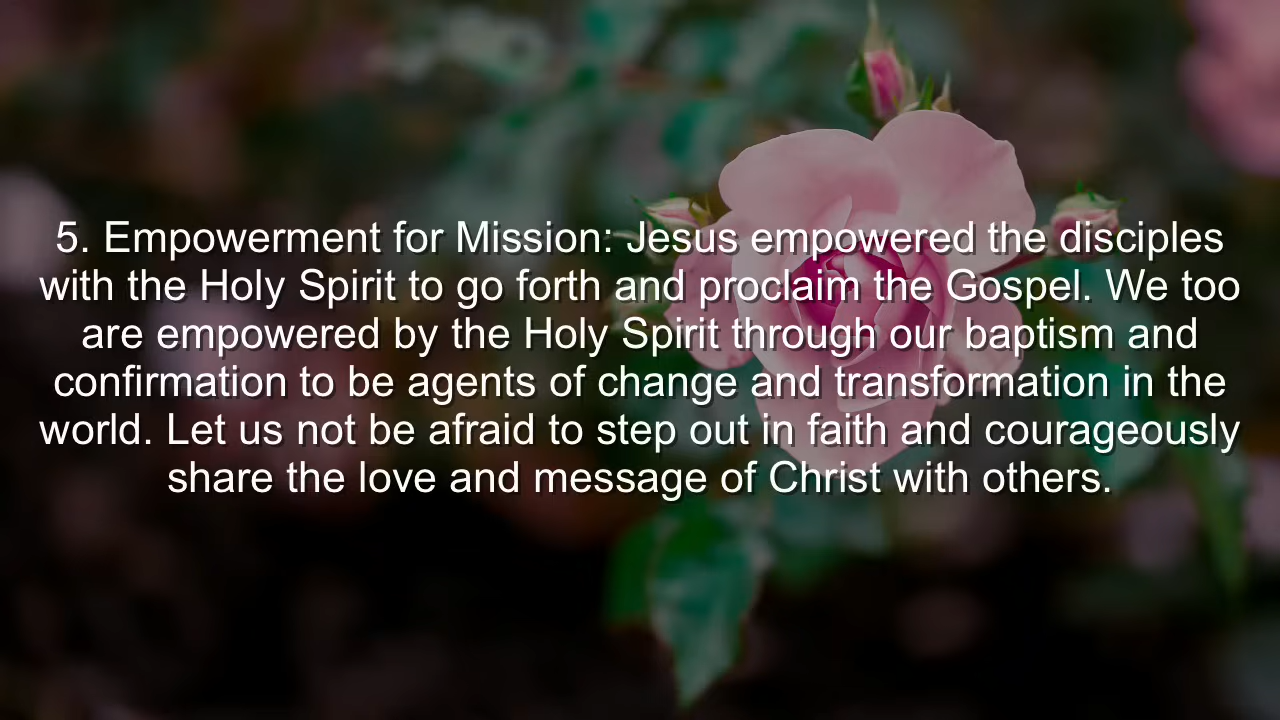 5. Empowerment for Mission: Jesus empowered the disciples
with the Holy Spirit to go forth and proclaim the Gospel. We too
are empowered by the Holy Spirit through our baptism and
confirmation to be agents of change and transformation in the
world. Let us not be afraid to step out in faith and courageously
share the love and message of Christ with others.